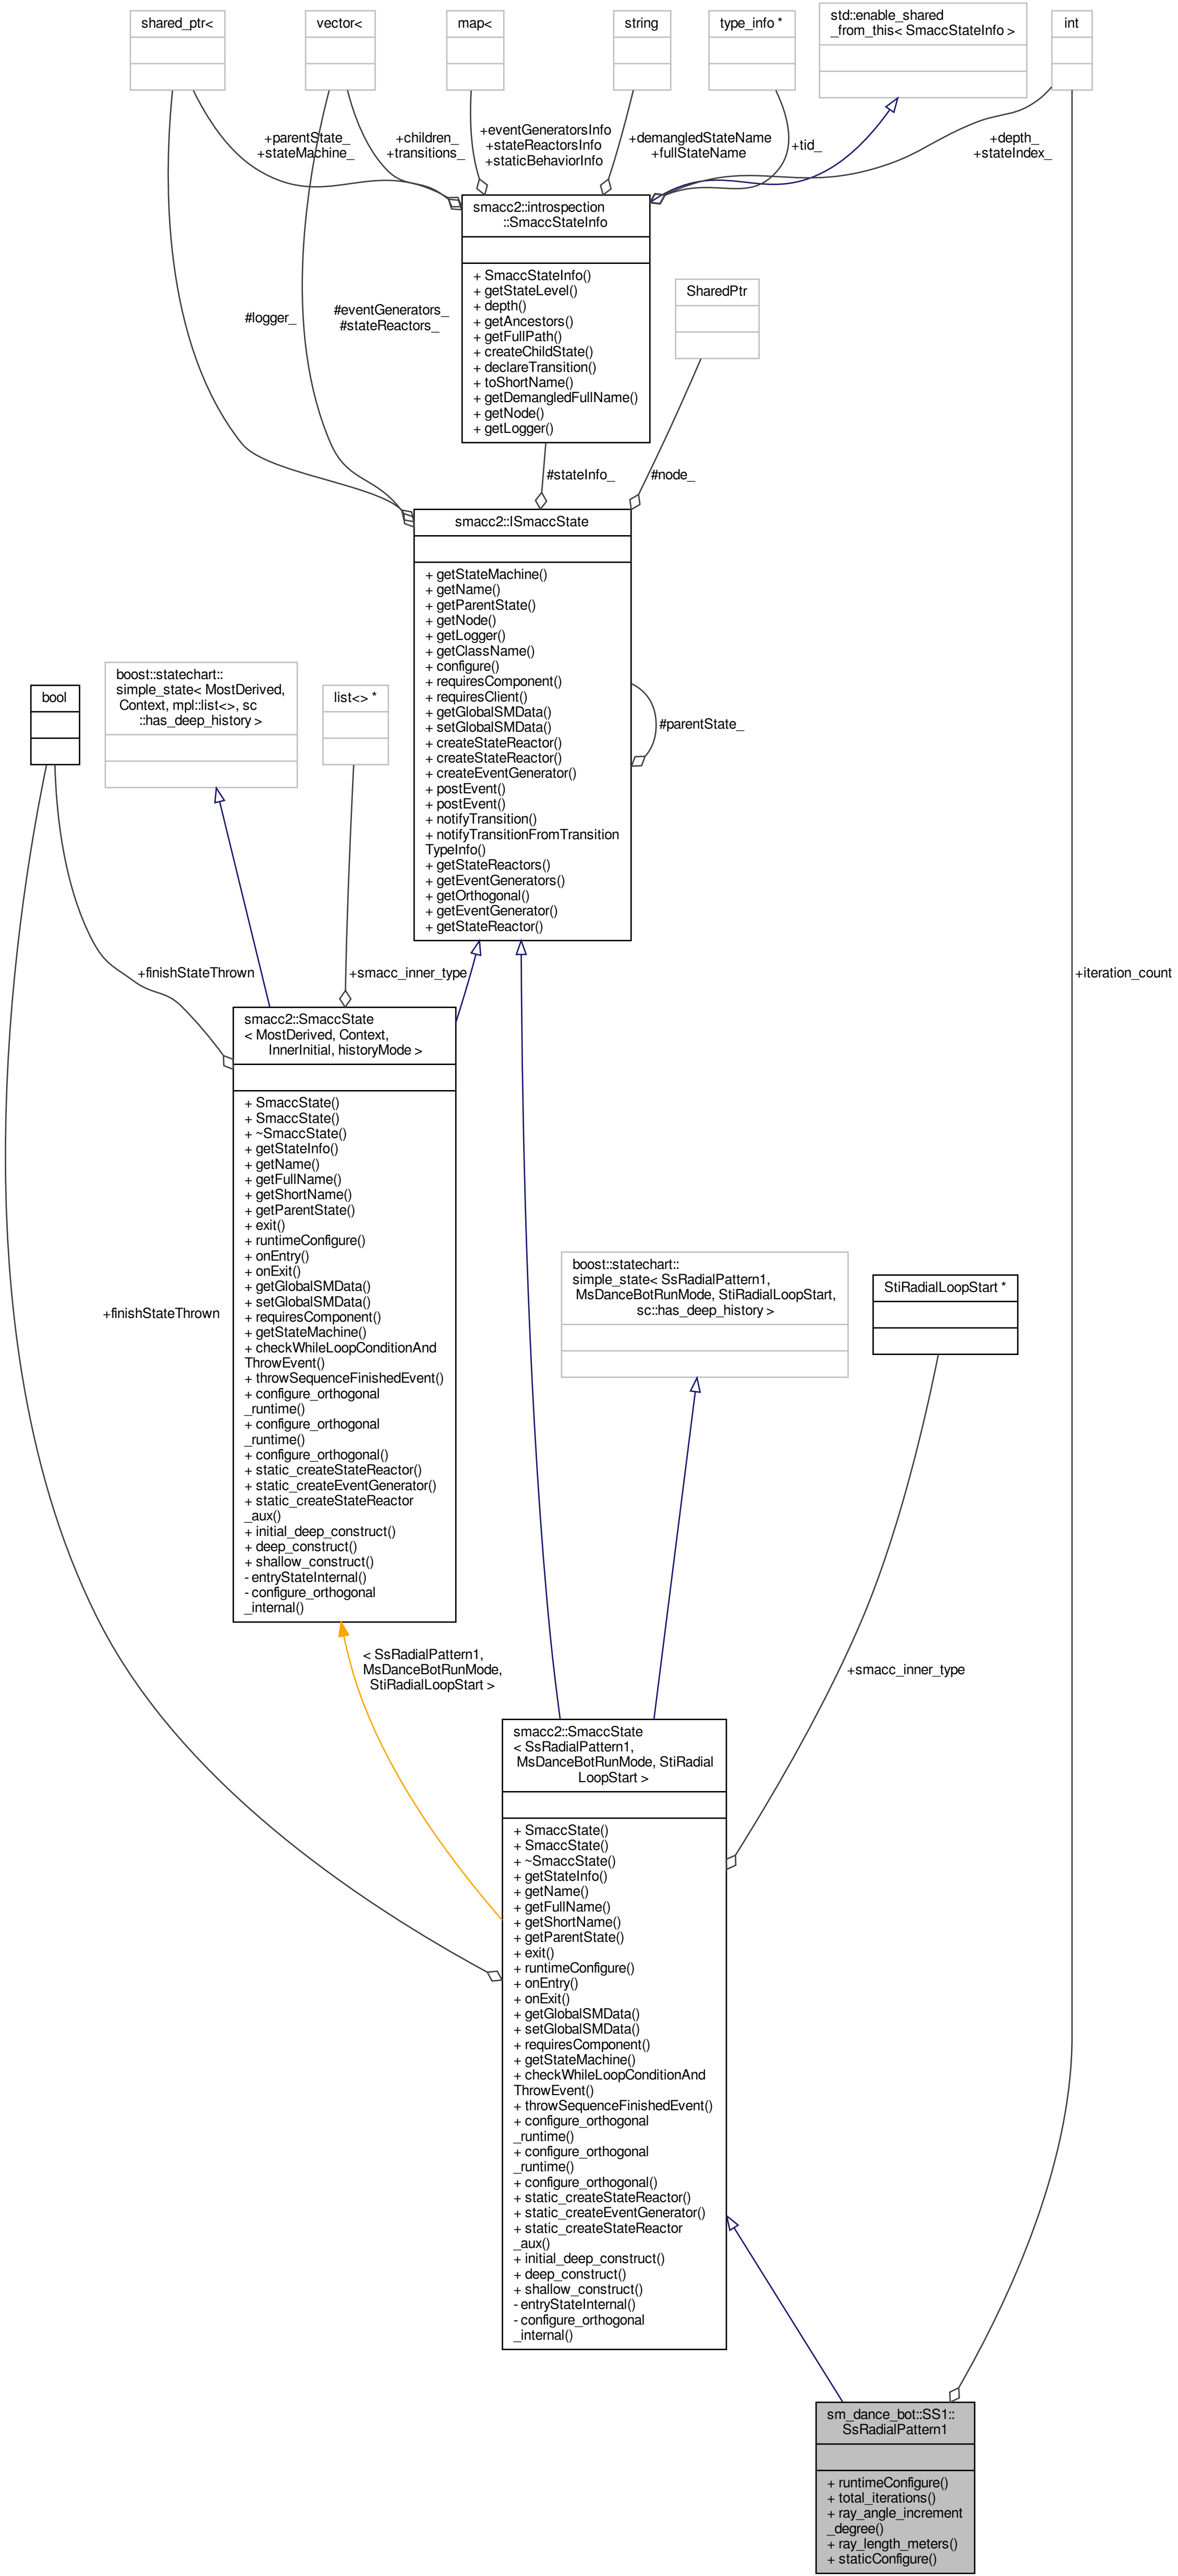 shared_ptr<
vector<
map<
string
type_info *
std::enable_shared
_from_this< SmaccStateInfo >
int
+parentState_
+stateMachine_
+children_
+transitions_
+eventGeneratorsInfo
+stateReactorsInfo
+staticBehaviorInfo
+demangledStateName
+fullStateName
+tid_
+depth_
+stateIndex_
smacc2::introspection
::SmaccStateInfo
+ SmaccStateInfo()
+ getStateLevel()
+ depth()
+ getAncestors()
+ getFullPath()
+ createChildState()
+ declareTransition()
+ toShortName()
+ getDemangledFullName()
+ getNode()
+ getLogger()
SharedPtr
#logger_
#eventGenerators_
#stateReactors_
#stateInfo_
#node_
smacc2::ISmaccState
+ getStateMachine()
+ getName()
+ getParentState()
+ getNode()
+ getLogger()
+ getClassName()
+ configure()
+ requiresComponent()
+ requiresClient()
+ getGlobalSMData()
+ setGlobalSMData()
+ createStateReactor()
+ createStateReactor()
+ createEventGenerator()
+ postEvent()
+ postEvent()
+ notifyTransition()
+ notifyTransitionFromTransition
TypeInfo()
+ getStateReactors()
+ getEventGenerators()
+ getOrthogonal()
+ getEventGenerator()
+ getStateReactor()
#parentState_
bool
boost::statechart::
simple_state< MostDerived,
Context, mpl::list<>, sc
::has_deep_history >
list<> *
+finishStateThrown
+smacc_inner_type
+iteration_count
smacc2::SmaccState
< MostDerived, Context,
InnerInitial, historyMode >
+ SmaccState()
+ SmaccState()
+ ~SmaccState()
+ getStateInfo()
+ getName()
+ getFullName()
+ getShortName()
+ getParentState()
+ exit()
+ runtimeConfigure()
+ onEntry()
+ onExit()
+ getGlobalSMData()
+ setGlobalSMData()
+ requiresComponent()
+ getStateMachine()
+ checkWhileLoopConditionAnd
ThrowEvent()
+ throwSequenceFinishedEvent()
+ configure_orthogonal
_runtime()
+ configure_orthogonal
_runtime()
+ configure_orthogonal()
+ static_createStateReactor()
+ static_createEventGenerator()
+ static_createStateReactor
_aux()
+ initial_deep_construct()
+ deep_construct()
+ shallow_construct()
- entryStateInternal()
- configure_orthogonal
_internal()
+finishStateThrown
boost::statechart::
simple_state< SsRadialPattern1,
MsDanceBotRunMode, StiRadialLoopStart,
sc::has_deep_history >
StiRadialLoopStart *
< SsRadialPattern1,
MsDanceBotRunMode,
StiRadialLoopStart >
+smacc_inner_type
smacc2::SmaccState
< SsRadialPattern1,
MsDanceBotRunMode, StiRadial
LoopStart >
+ SmaccState()
+ SmaccState()
+ ~SmaccState()
+ getStateInfo()
+ getName()
+ getFullName()
+ getShortName()
+ getParentState()
+ exit()
+ runtimeConfigure()
+ onEntry()
+ onExit()
+ getGlobalSMData()
+ setGlobalSMData()
+ requiresComponent()
+ getStateMachine()
+ checkWhileLoopConditionAnd
ThrowEvent()
+ throwSequenceFinishedEvent()
+ configure_orthogonal
_runtime()
+ configure_orthogonal
_runtime()
+ configure_orthogonal()
+ static_createStateReactor()
+ static_createEventGenerator()
+ static_createStateReactor
_aux()
+ initial_deep_construct()
+ deep_construct()
+ shallow_construct()
- entryStateInternal()
- configure_orthogonal
_internal()
sm_dance_bot::SS1::
SsRadialPattern1
+ runtimeConfigure()
+ total_iterations()
+ ray_angle_increment
_degree()
+ ray_length_meters()
+ staticConfigure()